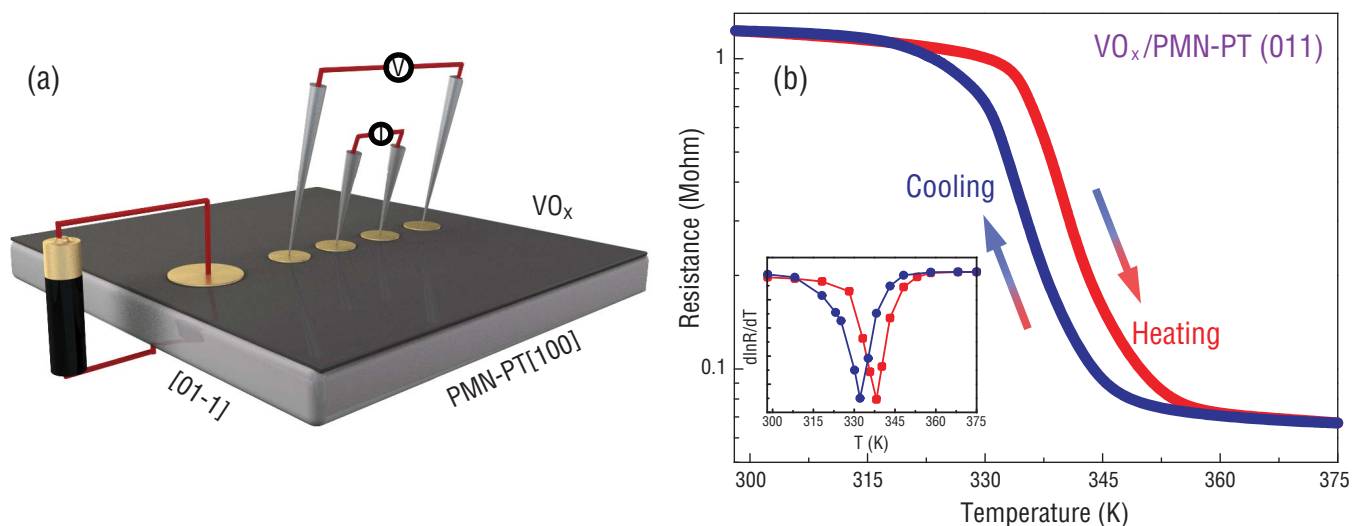 (a)
V
I
VOₓ
[01-1]
PMN-PT[100]
(b)
VOₓ/PMN-PT (011)
Resistance (Mohm)
1
0.1
Cooling
Heating
dlnR/dT
300 315 330 345 360 375
T (K)
300 315 330 345 360 375
Temperature (K)